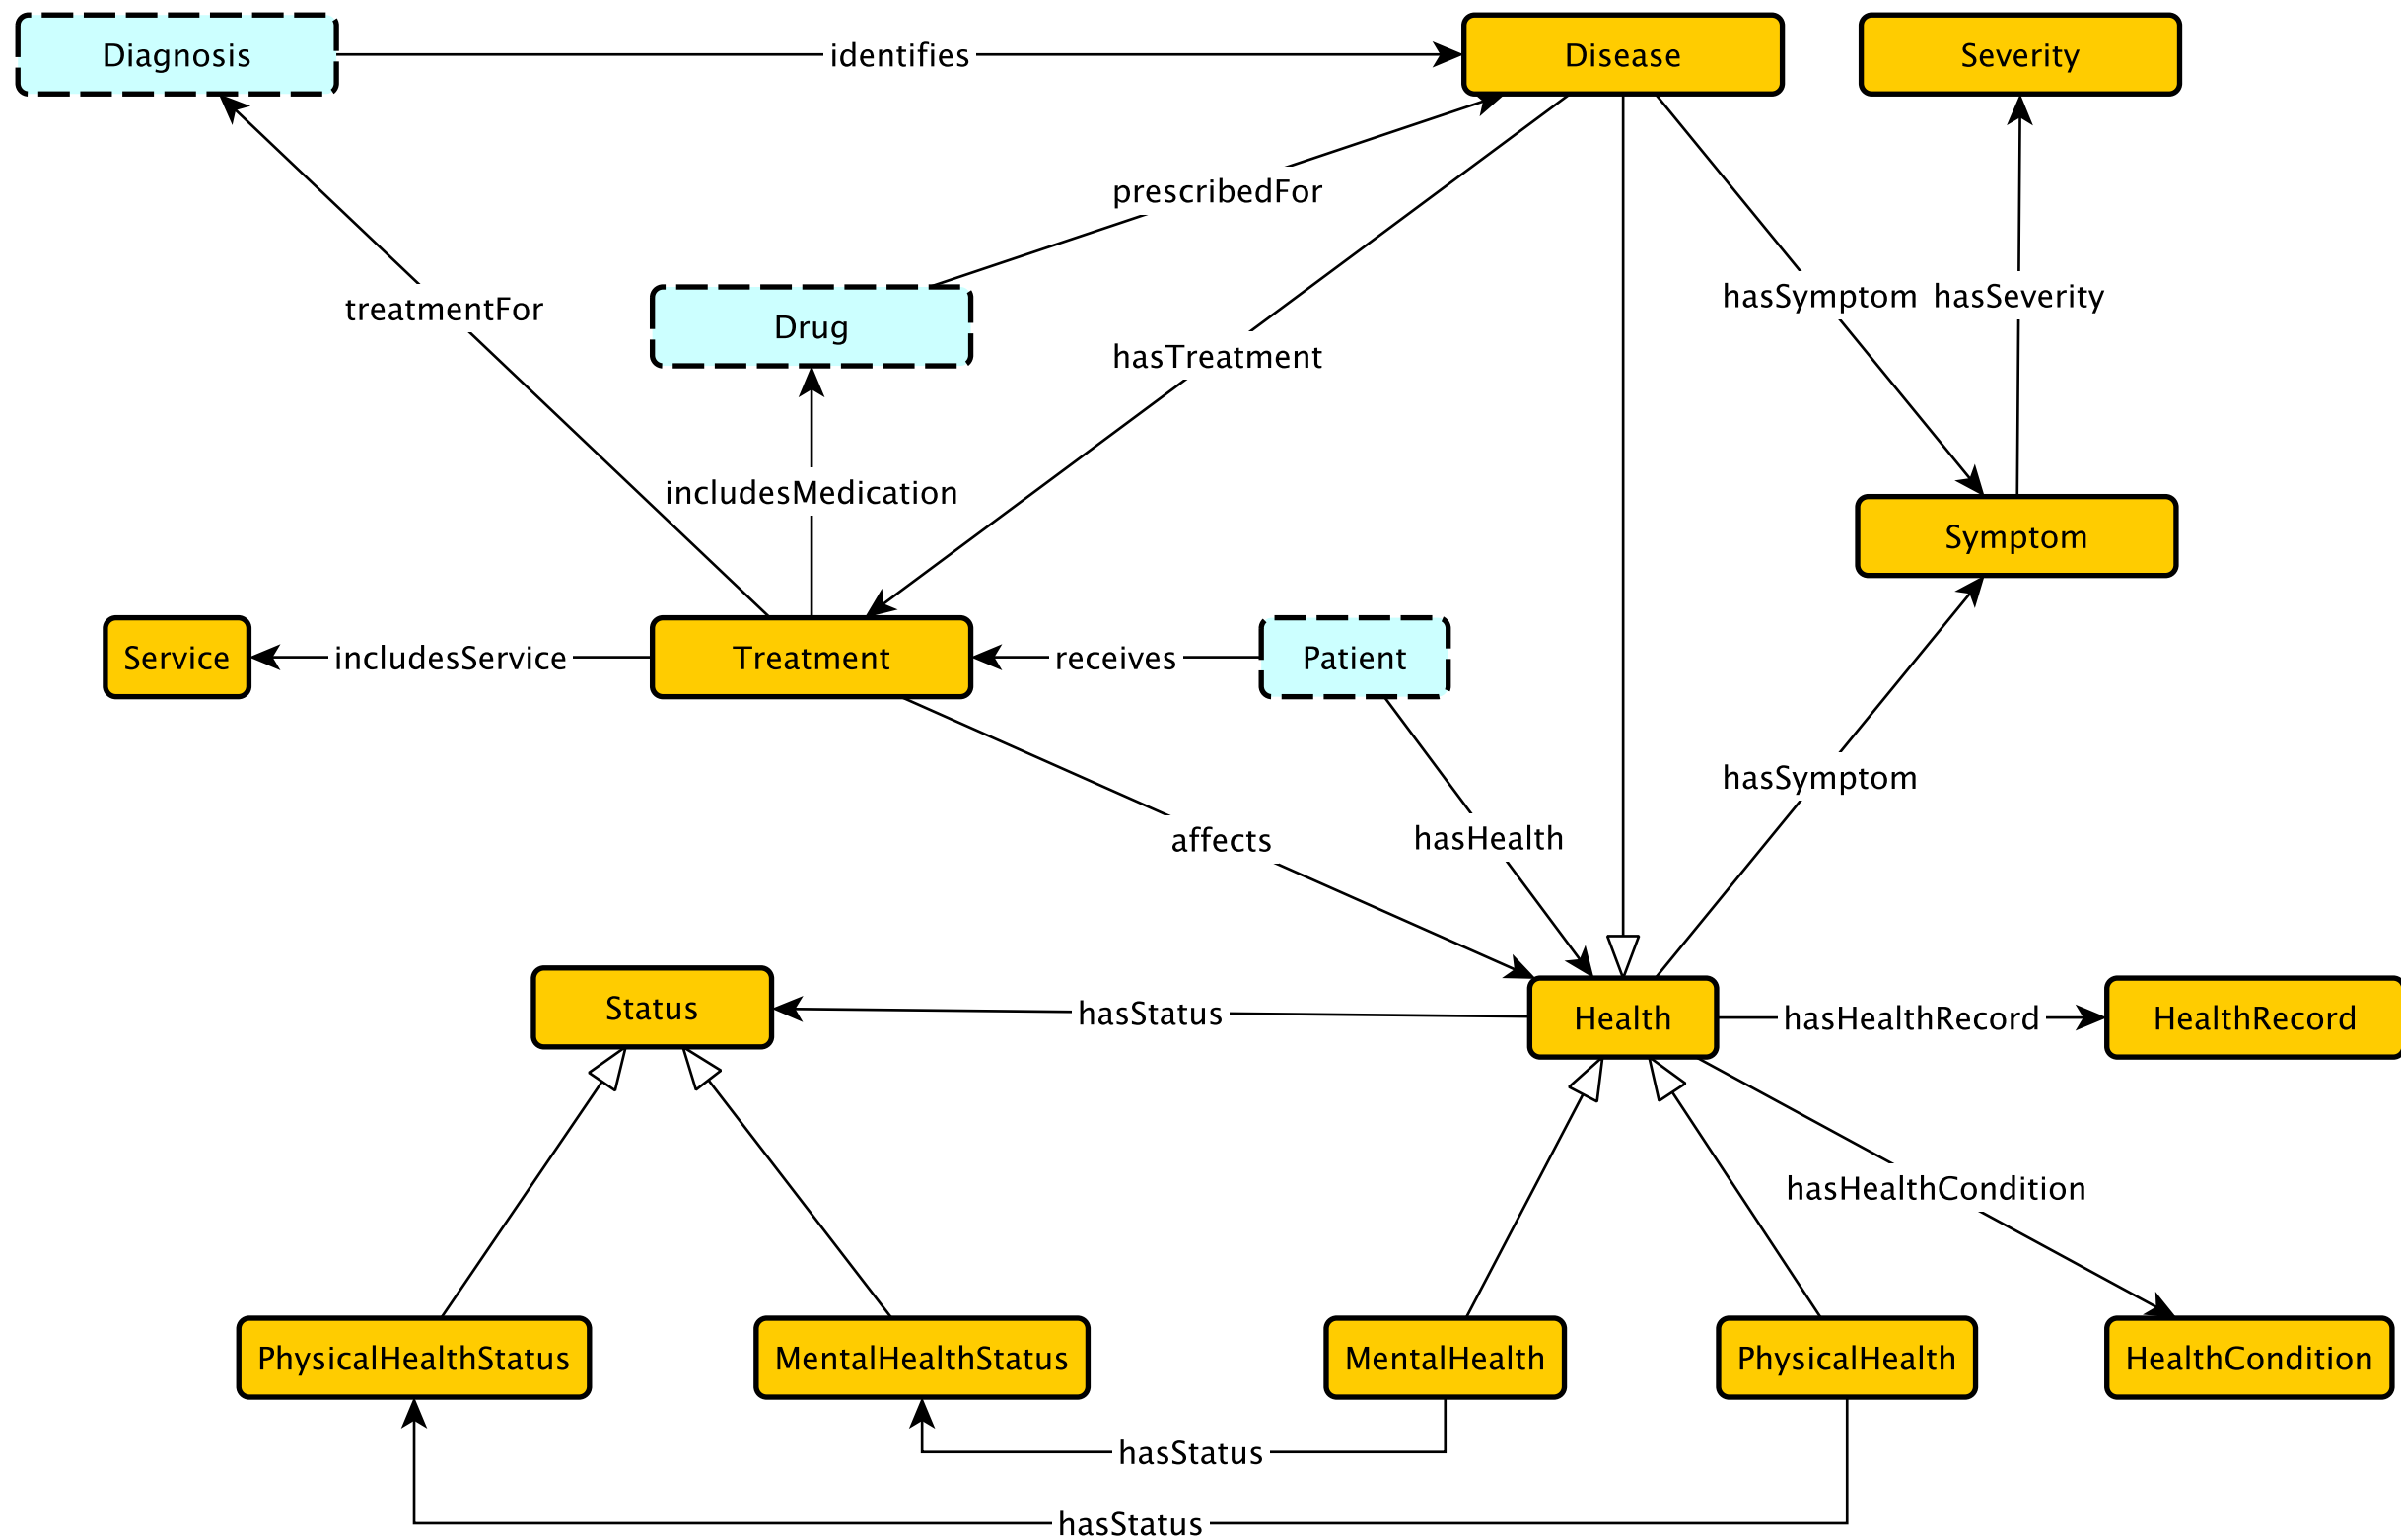 Diagnosis
identifies
Disease
Severity
prescribedFor
treatmentFor
Drug
hasTreatment
hasSymptom
hasSeverity
includesMedication
Symptom
Service
includesService
Treatment
receives
Patient
hasSymptom
affects
hasHealth
Status
hasStatus
Health
hasHealthRecord
HealthRecord
hasHealthCondition
PhysicalHealthStatus
MentalHealthStatus
MentalHealth
PhysicalHealth
HealthCondition
hasStatus
hasStatus